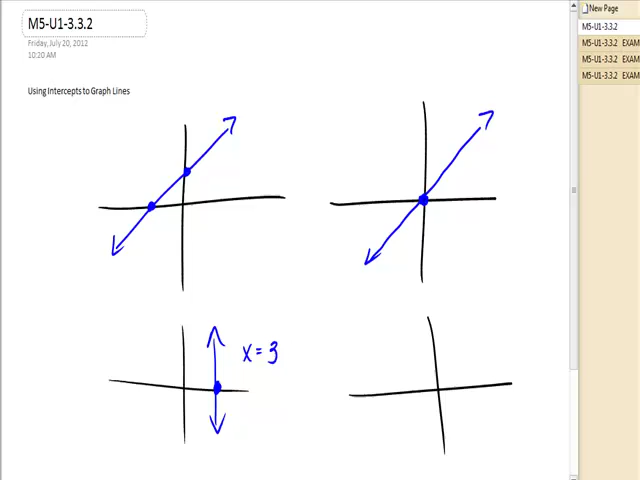 M5-U1-3.3.2
Friday, July 20, 2012
10:20 AM
Using Intercepts to Graph Lines
x = 3
New Page
M5-U1-3.3.2
M5-U1-3.3.2 EXAM
M5-U1-3.3.2 EXAM
M5-U1-3.3.2 EXAM